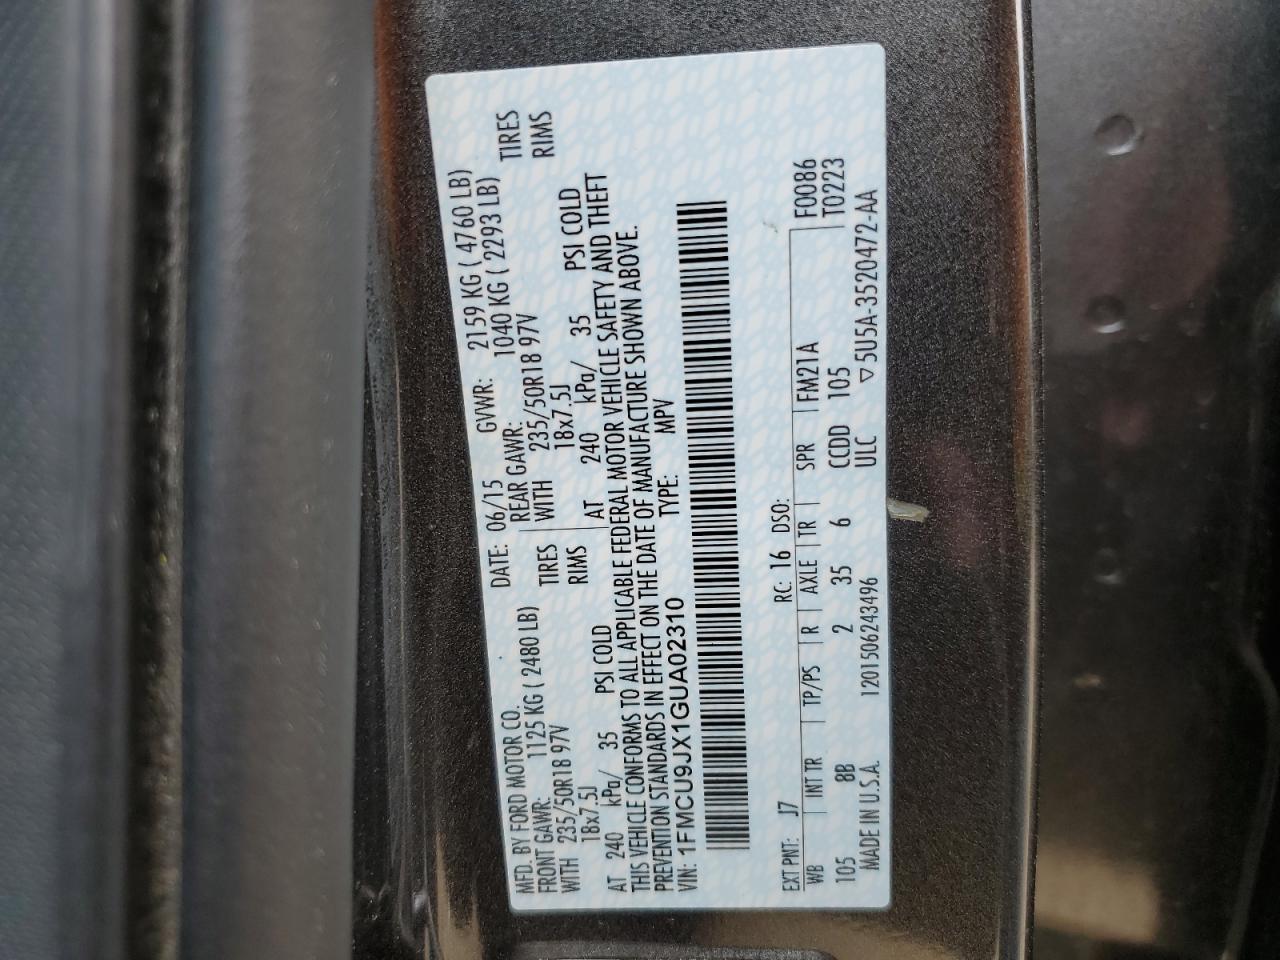 MFD. BY FORD MOTOR CO.
DATE: 06/15 GVWR: 2159 KG ( 4760 LB)
FRONT GAWR: 1125 KG ( 2480 LB) REAR GAWR: 1040 KG ( 2293 LB)
WITH 235/50R18 97V TIRES WITH 235/50R18 97V TIRES
18x7.5J RIMS 18x7.5J RIMS
AT 240 kPa/ 35 PSI COLD AT 240 kPa/ 35 PSI COLD
THIS VEHICLE CONFORMS TO ALL APPLICABLE FEDERAL MOTOR VEHICLE SAFETY AND THEFT
PREVENTION STANDARDS IN EFFECT ON THE DATE OF MANUFACTURE SHOWN ABOVE.
VIN: 1FMCU9JX1GUA02310 TYPE: MPV
EXT PNT: J7 RC: 16 DSO: F0086
WB INT TR TP/PS R AXLE TR SPR FM21A T0223
105 8B 2 35 6 CCDD 105
MADE IN U.S.A. 1201506243496 ULC ▽5U5A-3520472-AA